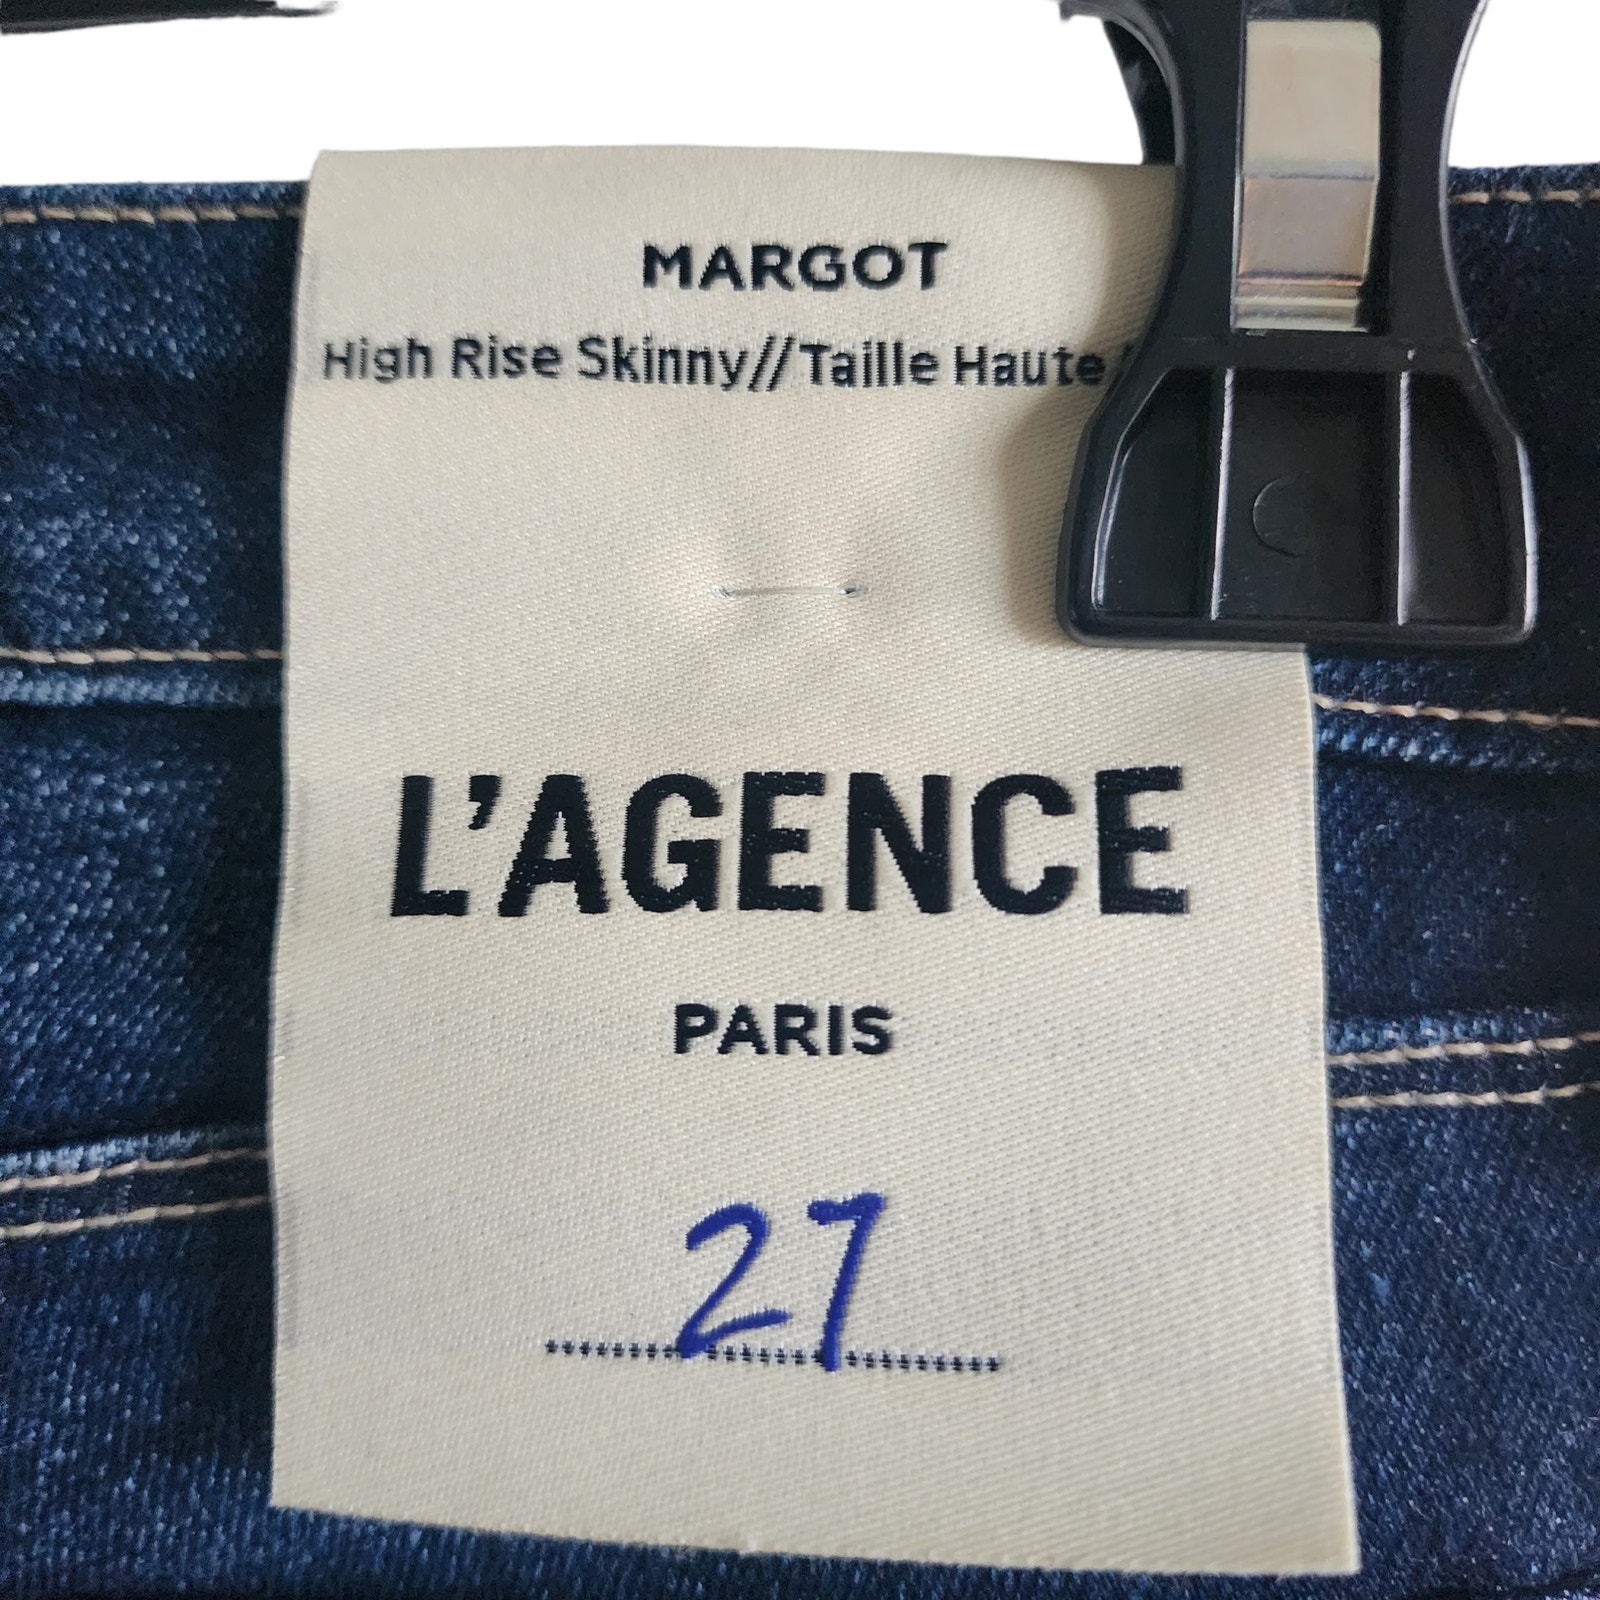 MARGOT
High Rise Skinny//Taille Haute/
L'AGENCE
PARIS
27